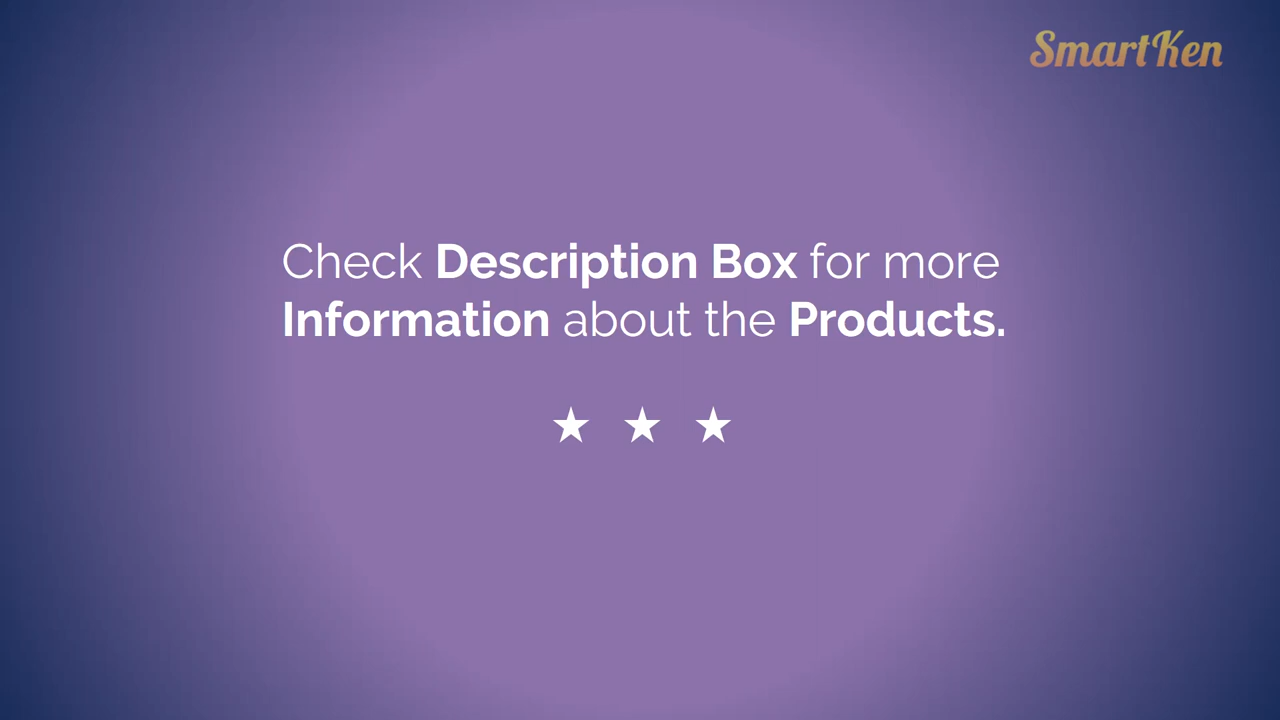 SmartKen
Check Description Box for more
Information about the Products.
★ ★ ★